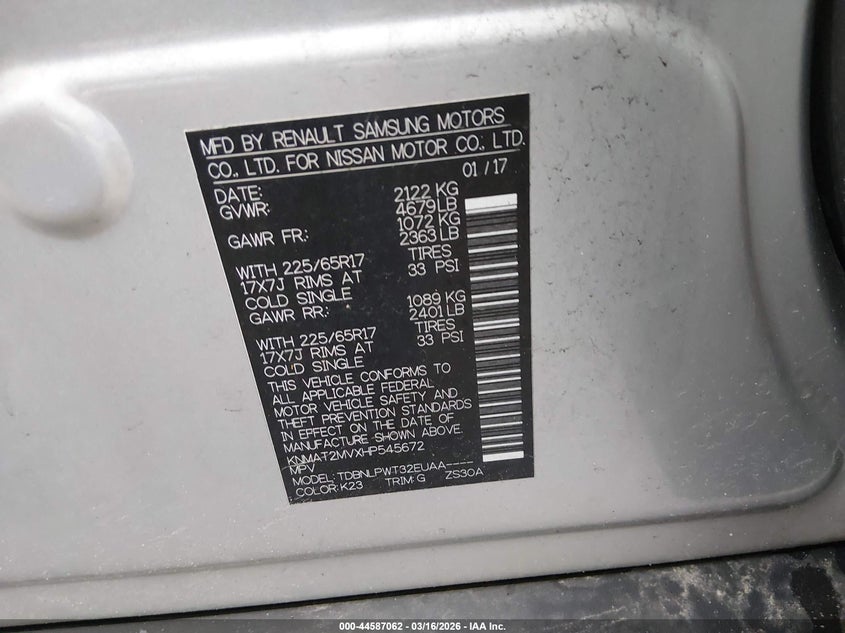 MFD BY RENAULT SAMSUNG MOTORS
CO., LTD. FOR NISSAN MOTOR CO., LTD.
DATE: 01 / 17
GVWR: 2122 KG
4679 LB
GAWR FR.: 1072 KG
2363 LB
WITH 225/65R17 TIRES
17X7J RIMS AT 33 PSI
COLD SINGLE
GAWR RR.: 1089 KG
2401 LB
WITH 225/65R17 TIRES
17X7J RIMS AT 33 PSI
COLD SINGLE
THIS VEHICLE CONFORMS TO
ALL APPLICABLE FEDERAL
MOTOR VEHICLE SAFETY AND
THEFT PREVENTION STANDARDS
IN EFFECT ON THE DATE OF
MANUFACTURE SHOWN ABOVE.
KNMAT2MVXHP545672
MPV
MODEL: TDBNLPWT32EUAA----
COLOR: K23 TRIM: G ZS30A
000-44587062 — 03/16/2026 — IAA Inc.